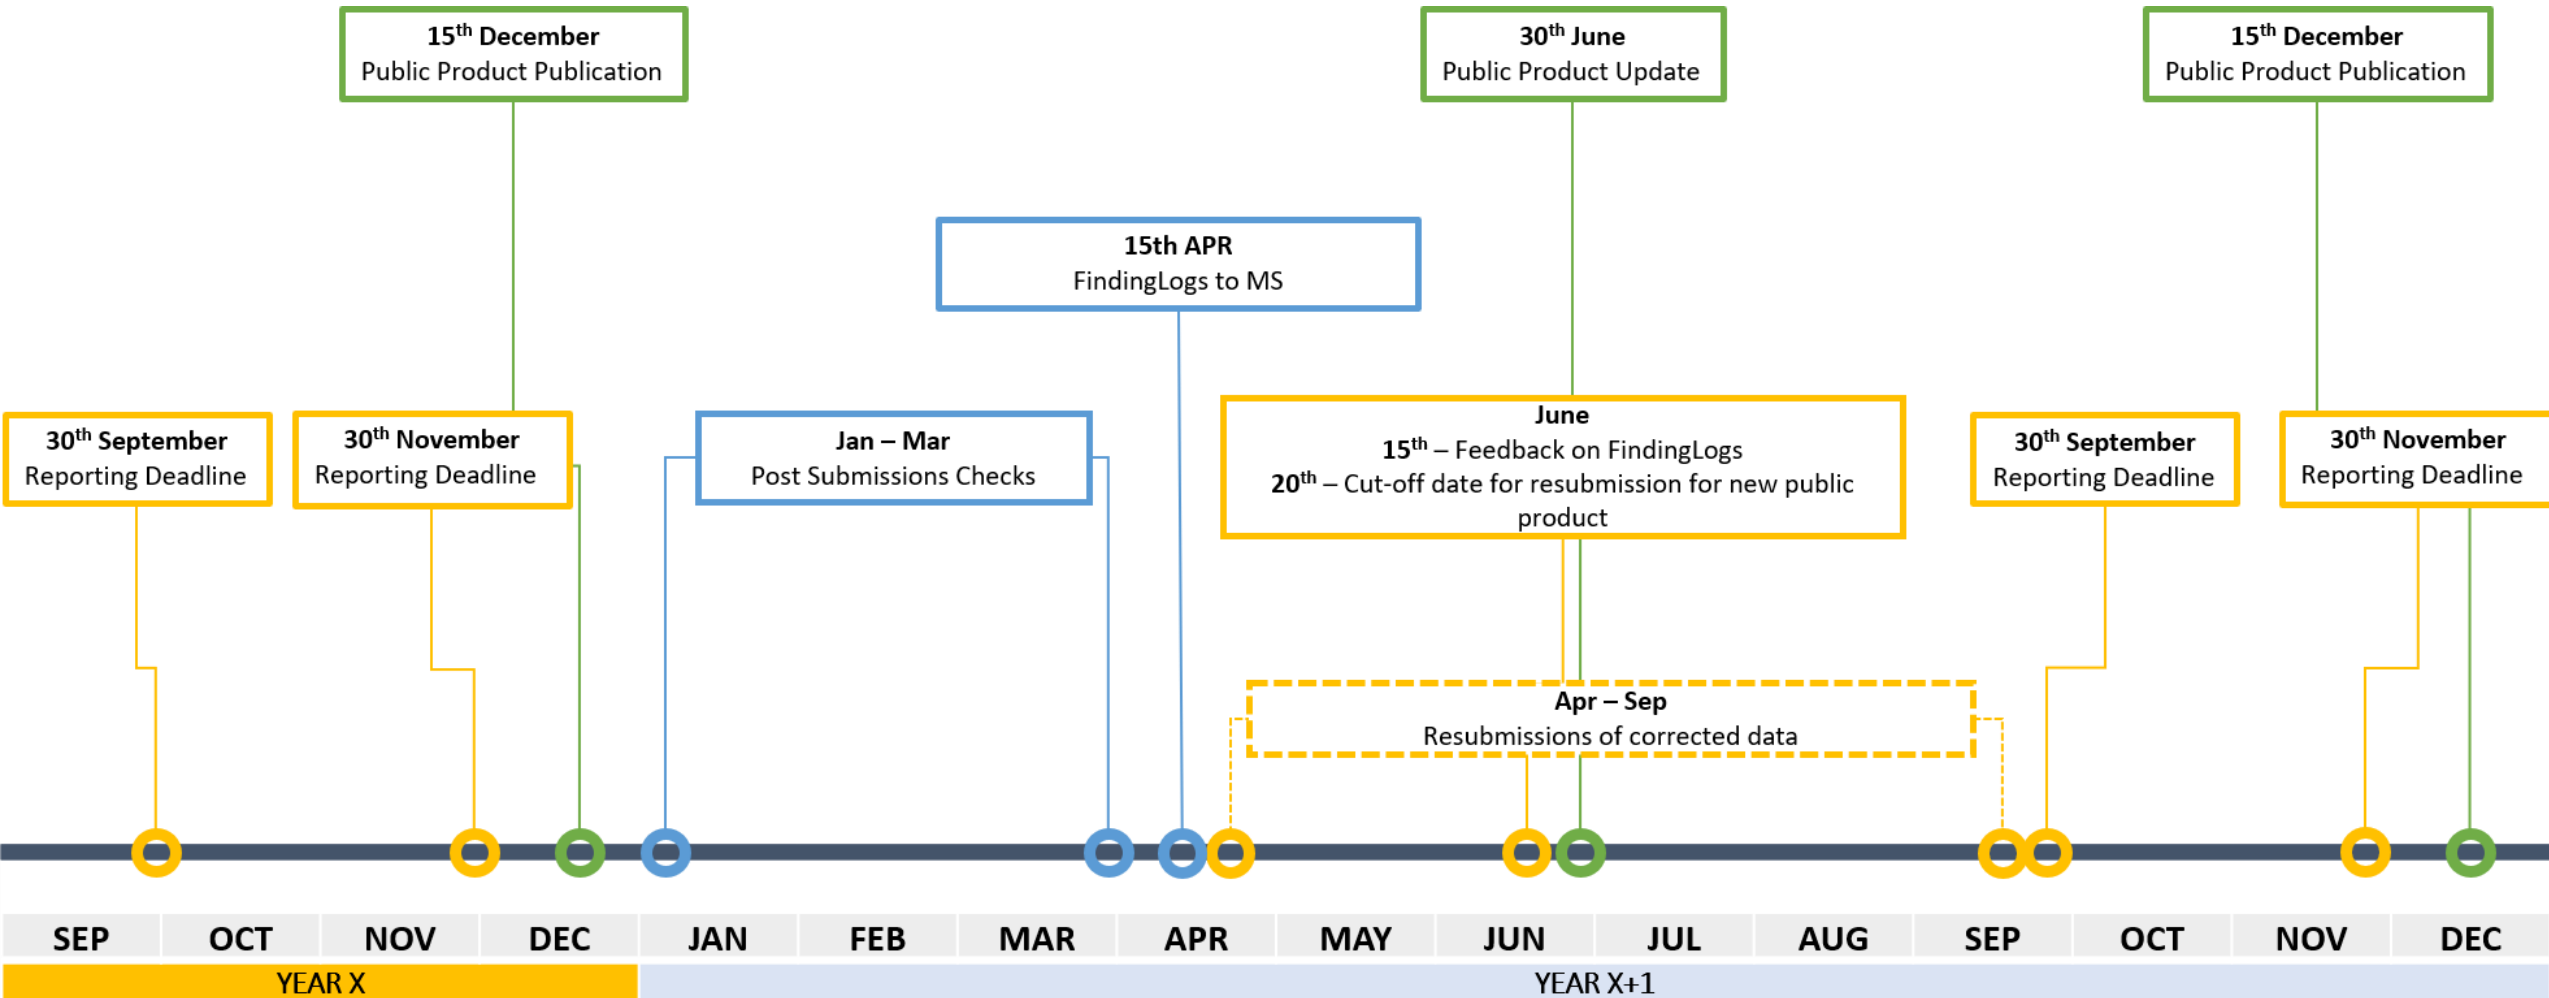 15th December
Public Product Publication
30th June
Public Product Update
15th December
Public Product Publication
15th APR
FindingLogs to MS
30th September
Reporting Deadline
30th November
Reporting Deadline
Jan – Mar
Post Submissions Checks
June
15th – Feedback on FindingLogs
20th – Cut-off date for resubmission for new public
product
30th September
Reporting Deadline
30th November
Reporting Deadline
Apr – Sep
Resubmissions of corrected data
SEP OCT NOV DEC JAN FEB MAR APR MAY JUN JUL AUG SEP OCT NOV DEC
YEAR X YEAR X+1